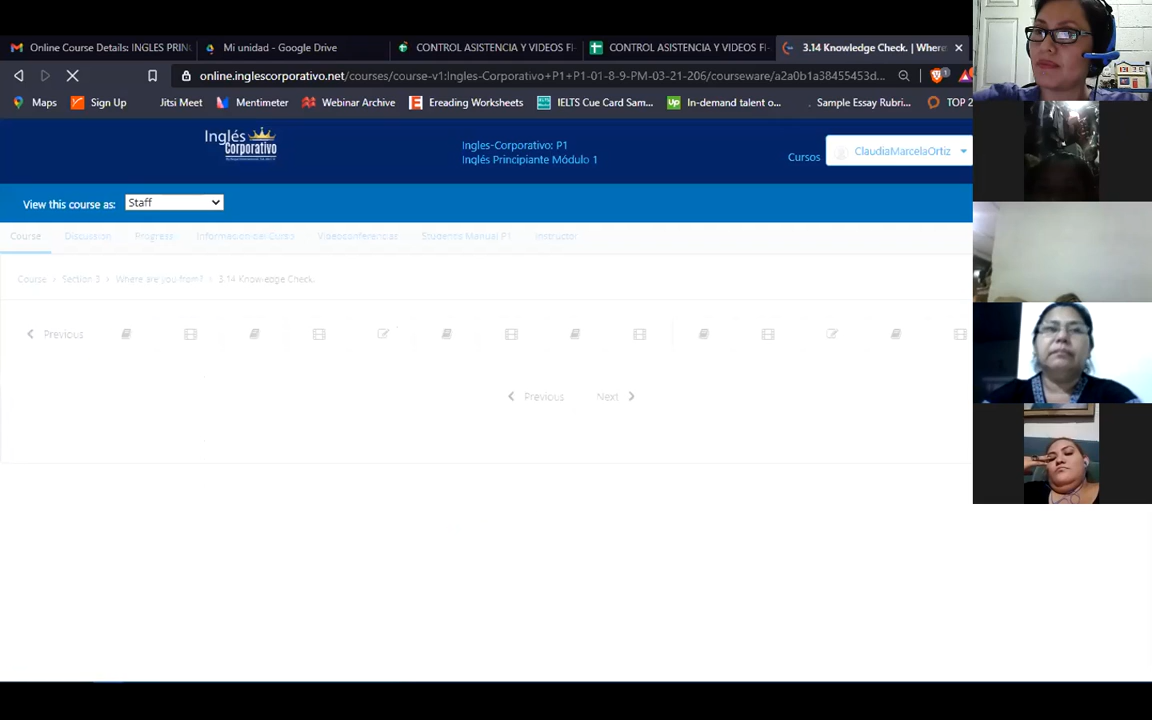 Online Course Details: INGLES PRIN
Mi unidad - Google Drive
CONTROL ASISTENCIA Y VIDEOS FI
CONTROL ASISTENCIA Y VIDEOS FI
3.14 Knowledge Check. | Where
online.inglescorporativo.net/courses/course-v1:Ingles-Corporativo+P1+P1-01-8-9-PM-03-21-206/courseware/a2a0b1a38455453d...
Maps
Sign Up
Jitsi Meet
Mentimeter
Webinar Archive
Ereading Worksheets
IELTS Cue Card Sam...
In-demand talent o...
Sample Essay Rubri...
TOP 2
Inglés
Corporativo
Ingles-Corporativo: P1
Inglés Principiante Módulo 1
Cursos
ClaudiaMarcelaOrtiz
View this course as:
Staff
Course
Discussion
Progress
Información del Curso
Videoconferencias
Students Manual P1
Instructor
Course / Section 3 / Where are you from? / 3.14 Knowledge Check.
Previous
Previous
Next